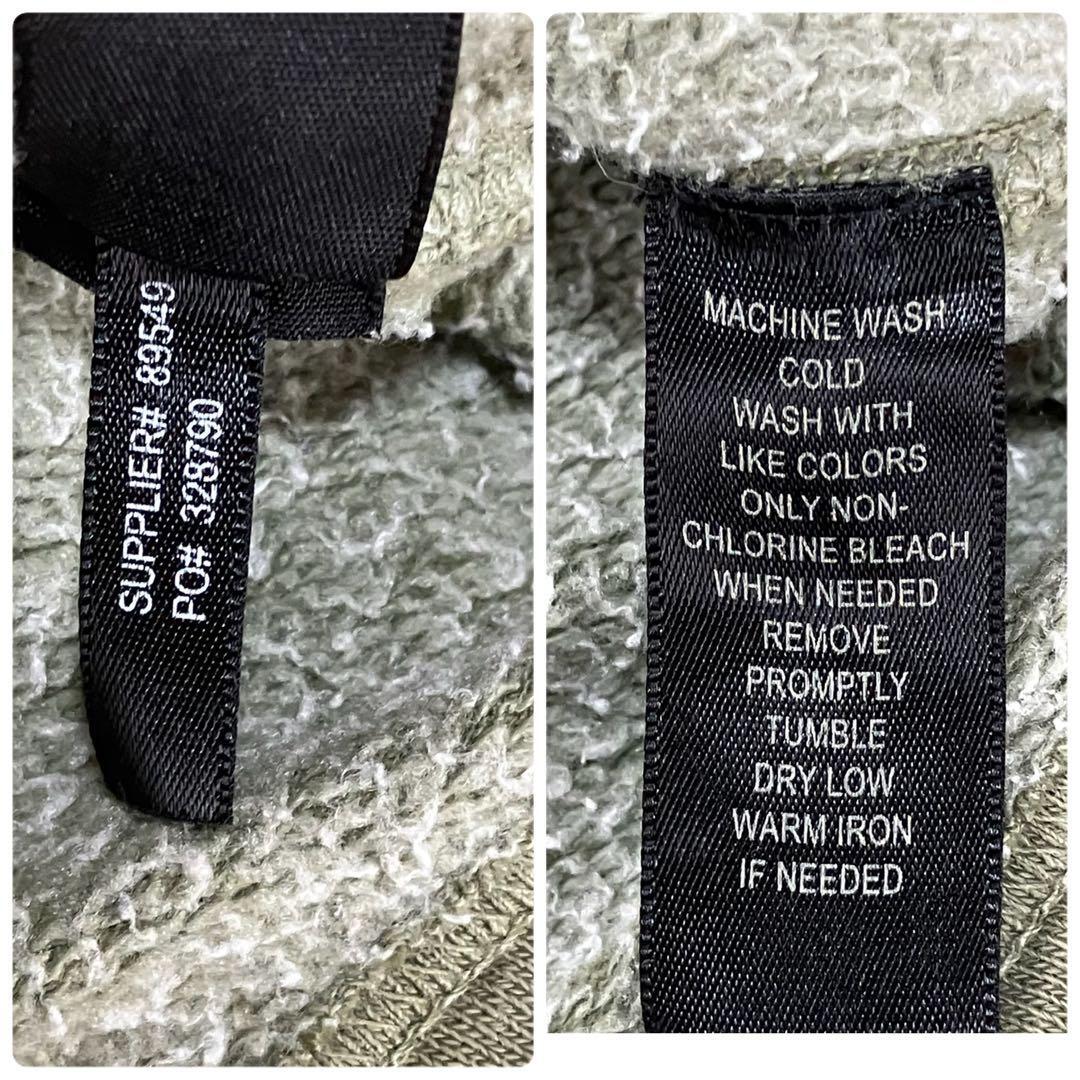 SUPPLIER# 89549
PO# 328790
MACHINE WASH
COLD
WASH WITH
LIKE COLORS
ONLY NON-
CHLORINE BLEACH
WHEN NEEDED
REMOVE
PROMPTLY
TUMBLE
DRY LOW
WARM IRON
IF NEEDED